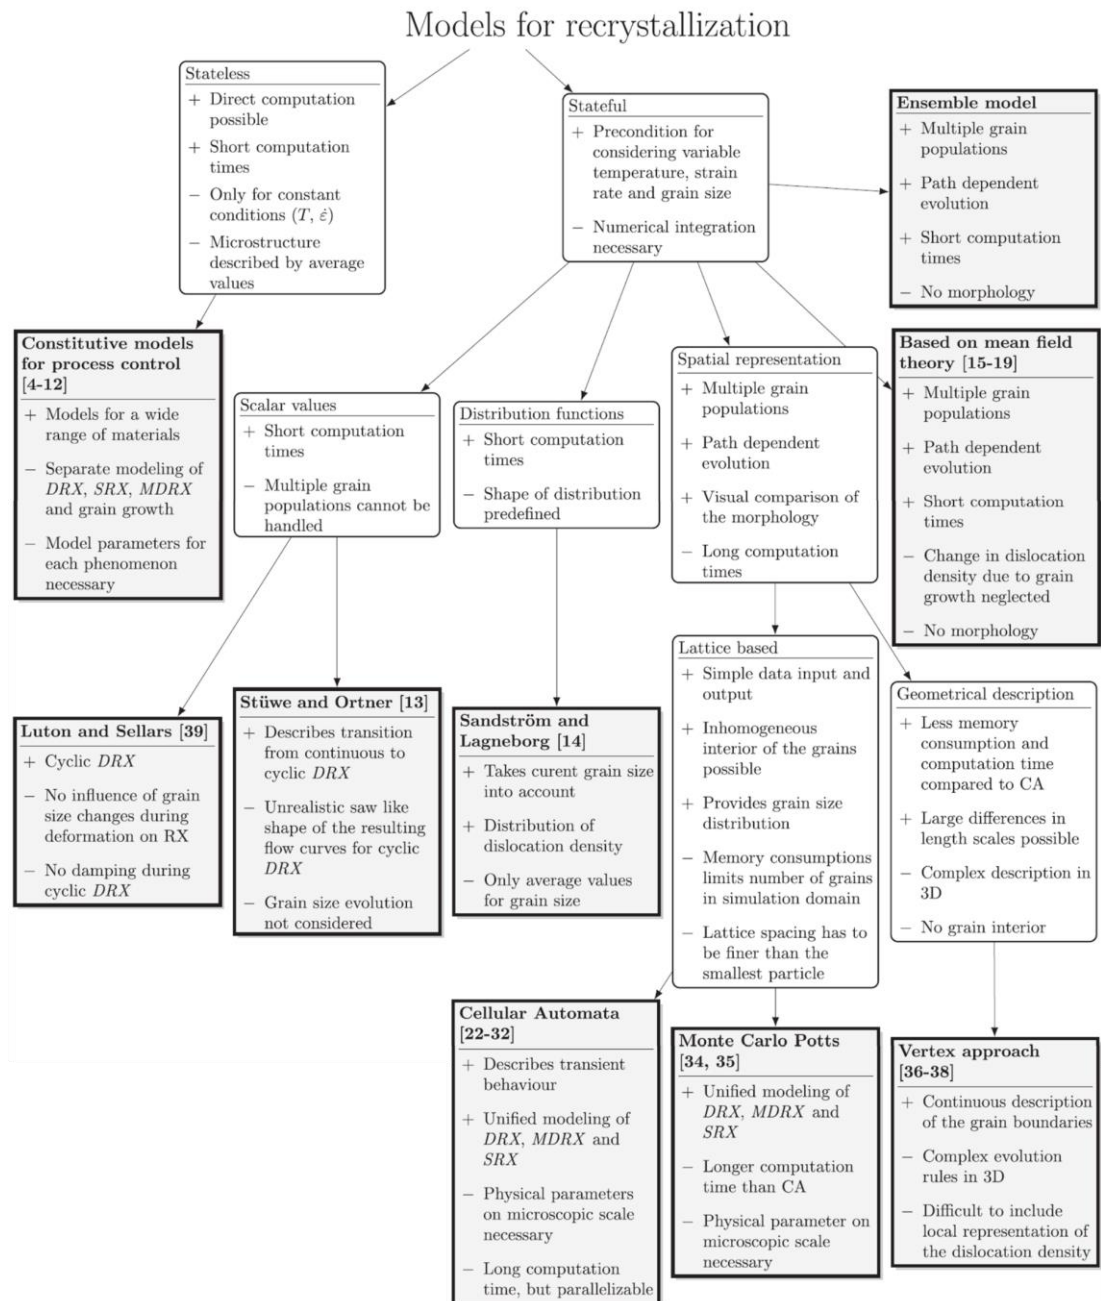 Models for recrystallization
Stateless
+ Direct computation
possible
+ Short computation
times
− Only for constant
conditions (T, ε̇)
− Microstructure
described by average
values
Stateful
+ Precondition for
considering variable
temperature, strain
rate and grain size
− Numerical integration
necessary
Ensemble model
+ Multiple grain
populations
+ Path dependent
evolution
+ Short computation
times
− No morphology
Constitutive models
for process control
[4-12]
+ Models for a wide
range of materials
− Separate modeling of
DRX, SRX, MDRX
and grain growth
− Model parameters for
each phenomenon
necessary
Scalar values
+ Short computation
times
− Multiple grain
populations cannot be
handled
Distribution functions
+ Short computation
times
− Shape of distribution
predefined
Spatial representation
+ Multiple grain
populations
+ Path dependent
evolution
+ Visual comparison of
the morphology
− Long computation
times
Based on mean field
theory [15-19]
+ Multiple grain
populations
+ Path dependent
evolution
+ Short computation
times
− Change in dislocation
density due to grain
growth neglected
− No morphology
Luton and Sellars [39]
+ Cyclic DRX
− No influence of grain
size changes during
deformation on RX
− No damping during
cyclic DRX
Stüwe and Ortner [13]
+ Describes transition
from continuous to
cyclic DRX
− Unrealistic saw like
shape of the resulting
flow curves for cyclic
DRX
− Grain size evolution
not considered
Sandström and
Lagneborg [14]
+ Takes curent grain size
into account
+ Distribution of
dislocation density
− Only average values
for grain size
Lattice based
+ Simple data input and
output
+ Inhomogeneous
interior of the grains
possible
+ Provides grain size
distribution
− Memory consumptions
limits number of grains
in simulation domain
− Lattice spacing has to
be finer than the
smallest particle
Geometrical description
+ Less memory
consumption and
computation time
compared to CA
+ Large differences in
length scales possible
− Complex description in
3D
− No grain interior
Cellular Automata
[22-32]
+ Describes transient
behaviour
+ Unified modeling of
DRX, MDRX and
SRX
− Physical parameters
on microscopic scale
necessary
− Long computation
time, but parallelizable
Monte Carlo Potts
[34, 35]
+ Unified modeling of
DRX, MDRX and
SRX
− Longer computation
time than CA
− Physical parameter on
microscopic scale
necessary
Vertex approach
[36-38]
+ Continuous description
of the grain boundaries
− Complex evolution
rules in 3D
− Difficult to include
local representation of
the dislocation density